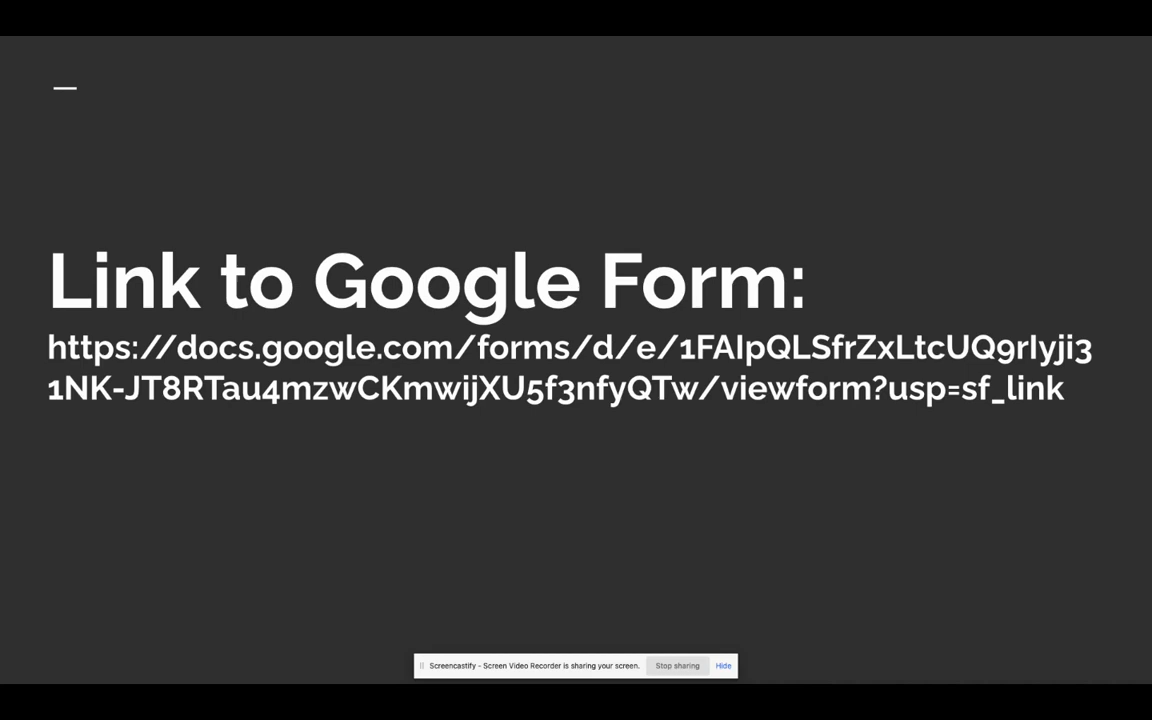 Link to Google Form:
https://docs.google.com/forms/d/e/1FAIpQLSfrZxLtcUQ9rIyji3
1NK-JT8RTau4mzwCKmwijXU5f3nfyQTw/viewform?usp=sf_link
Screencastify - Screen Video Recorder is sharing your screen. Stop sharing Hide